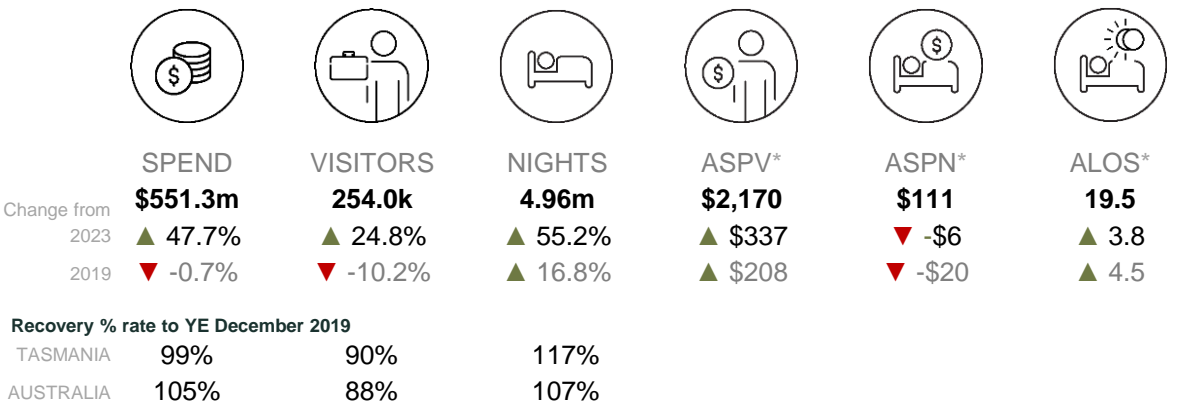 $ $ $
SPEND VISITORS NIGHTS ASPV* ASPN* ALOS*
Change from $551.3m 254.0k 4.96m $2,170 $111 19.5
2023 ▲ 47.7% ▲ 24.8% ▲ 55.2% ▲ $337 ▼ -$6 ▲ 3.8
2019 ▼ -0.7% ▼ -10.2% ▲ 16.8% ▲ $208 ▼ -$20 ▲ 4.5
Recovery % rate to YE December 2019
TASMANIA 99% 90% 117%
AUSTRALIA 105% 88% 107%